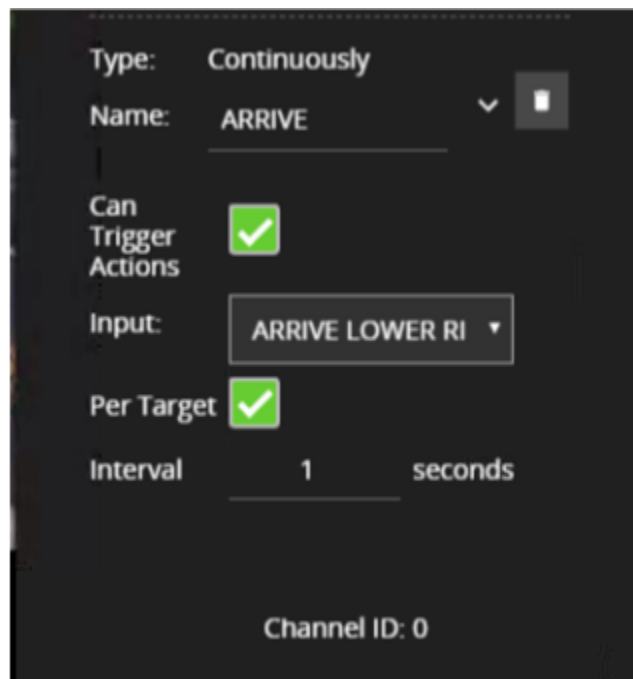 Type: Continuously
Name: ARRIVE
Can
Trigger
Actions
Input: ARRIVE LOWER RI
Per Target
Interval 1 seconds
Channel ID: 0